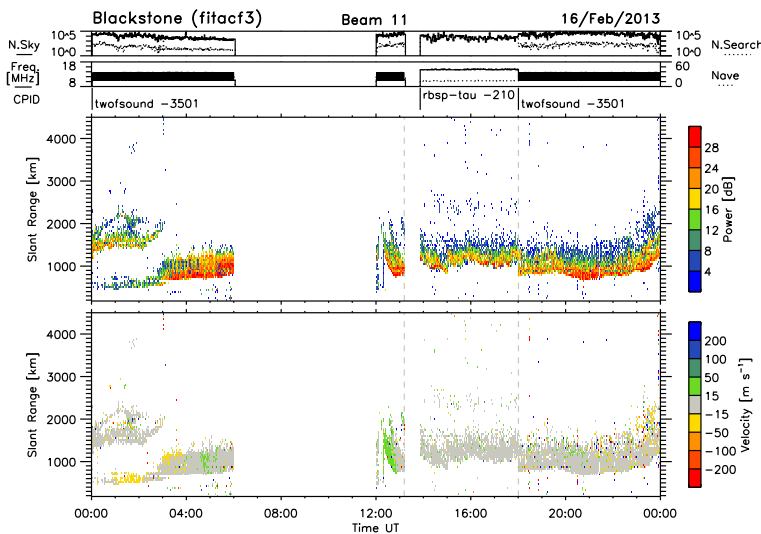 Blackstone (fitacf3) Beam 11 16/Feb/2013
N.Sky 10^5 10^0 10^5 10^0 N.Search
Freq. [MHz] 18 8 60 0 Nave
CPID twofsound -3501 rbsp-tau -210 twofsound -3501
Slant Range [km] 4000 3000 2000 1000
28 24 20 16 12 8 4 Power [dB]
Slant Range [km] 4000 3000 2000 1000
200 100 50 15 -15 -50 -100 -200 Velocity [m s⁻¹]
00:00 04:00 08:00 12:00 16:00 20:00 00:00
Time UT